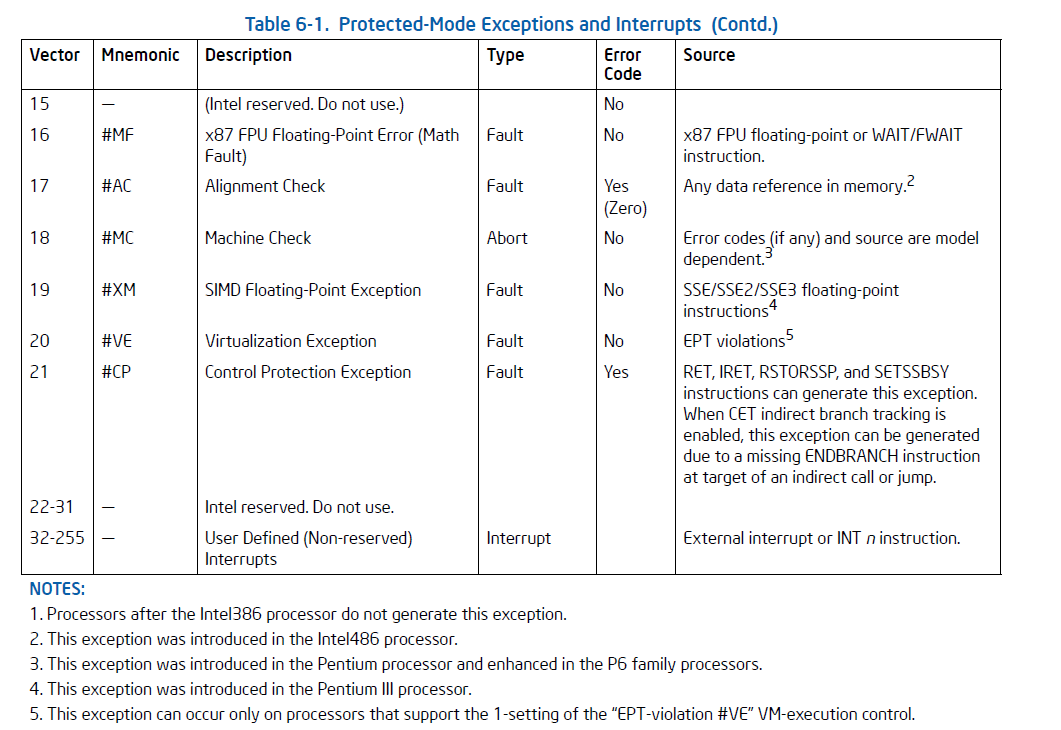 Table 6-1. Protected-Mode Exceptions and Interrupts (Contd.)
Vector Mnemonic Description Type Error Code Source
15 — (Intel reserved. Do not use.) No
16 #MF x87 FPU Floating-Point Error (Math Fault) Fault No x87 FPU floating-point or WAIT/FWAIT instruction.
17 #AC Alignment Check Fault Yes (Zero) Any data reference in memory.2
18 #MC Machine Check Abort No Error codes (if any) and source are model dependent.3
19 #XM SIMD Floating-Point Exception Fault No SSE/SSE2/SSE3 floating-point instructions4
20 #VE Virtualization Exception Fault No EPT violations5
21 #CP Control Protection Exception Fault Yes RET, IRET, RSTORSSP, and SETSSBSY
instructions can generate this exception.
When CET indirect branch tracking is
enabled, this exception can be generated
due to a missing ENDBRANCH instruction
at target of an indirect call or jump.
22-31 — Intel reserved. Do not use.
32-255 — User Defined (Non-reserved) Interrupts Interrupt External interrupt or INT n instruction.
NOTES:
1. Processors after the Intel386 processor do not generate this exception.
2. This exception was introduced in the Intel486 processor.
3. This exception was introduced in the Pentium processor and enhanced in the P6 family processors.
4. This exception was introduced in the Pentium III processor.
5. This exception can occur only on processors that support the 1-setting of the “EPT-violation #VE” VM-execution control.